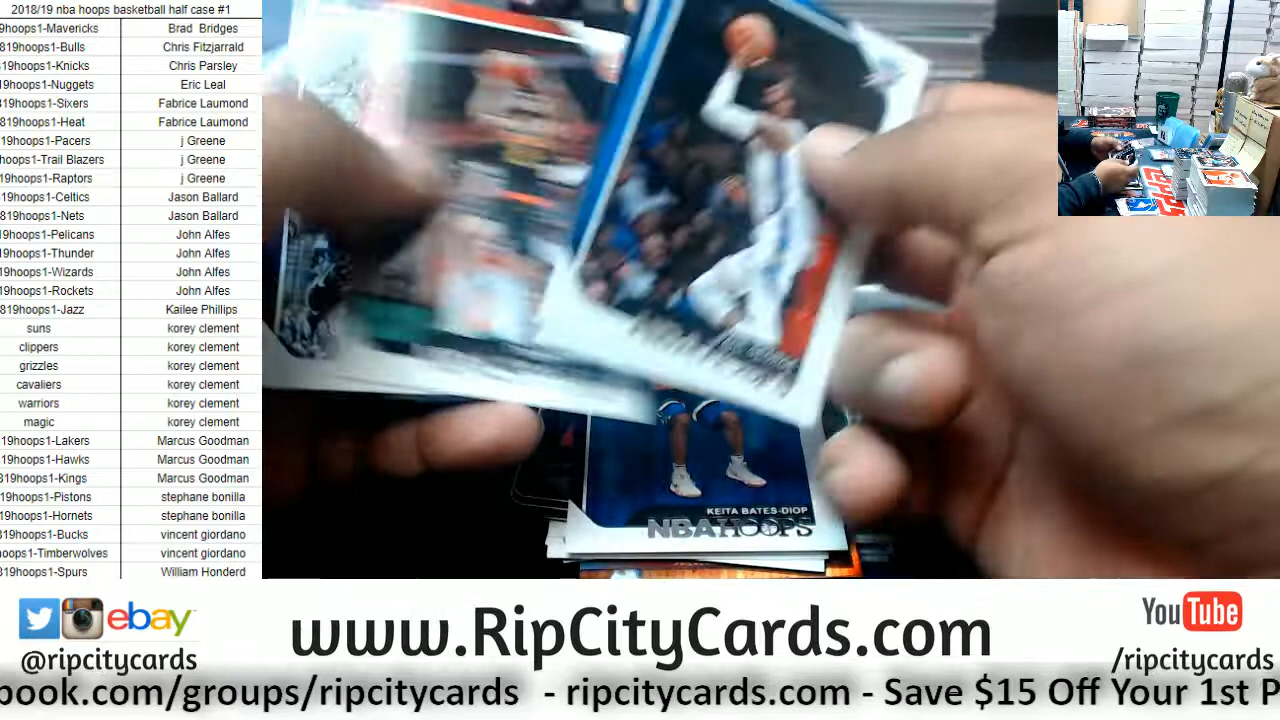 2018/19 nba hoops basketball half case #1
9hoops1-Mavericks Brad Bridges
819hoops1-Bulls Chris Fitzjarrald
819hoops1-Knicks Chris Parsley
19hoops1-Nuggets Eric Leal
819hoops1-Sixers Fabrice Laumond
819hoops1-Heat Fabrice Laumond
19hoops1-Pacers j Greene
hoops1-Trail Blazers j Greene
19hoops1-Raptors j Greene
19hoops1-Celtics Jason Ballard
819hoops1-Nets Jason Ballard
19hoops1-Pelicans John Alfes
19hoops1-Thunder John Alfes
19hoops1-Wizards John Alfes
19hoops1-Rockets John Alfes
819hoops1-Jazz Kailee Phillips
suns korey clement
clippers korey clement
grizzles korey clement
cavaliers korey clement
warriors korey clement
magic korey clement
19hoops1-Lakers Marcus Goodman
19hoops1-Hawks Marcus Goodman
819hoops1-Kings Marcus Goodman
19hoops1-Pistons stephane bonilla
19hoops1-Hornets stephane bonilla
819hoops1-Bucks vincent giordano
hoops1-Timberwolves vincent giordano
819hoops1-Spurs William Honderd
KEITA BATES-DIOP
NBA HOOPS
TOPPS
ebay
@ripcitycards
www.RipCityCards.com
YouTube
/ripcitycards
book.com/groups/ripcitycards - ripcitycards.com - Save $15 Off Your 1st P